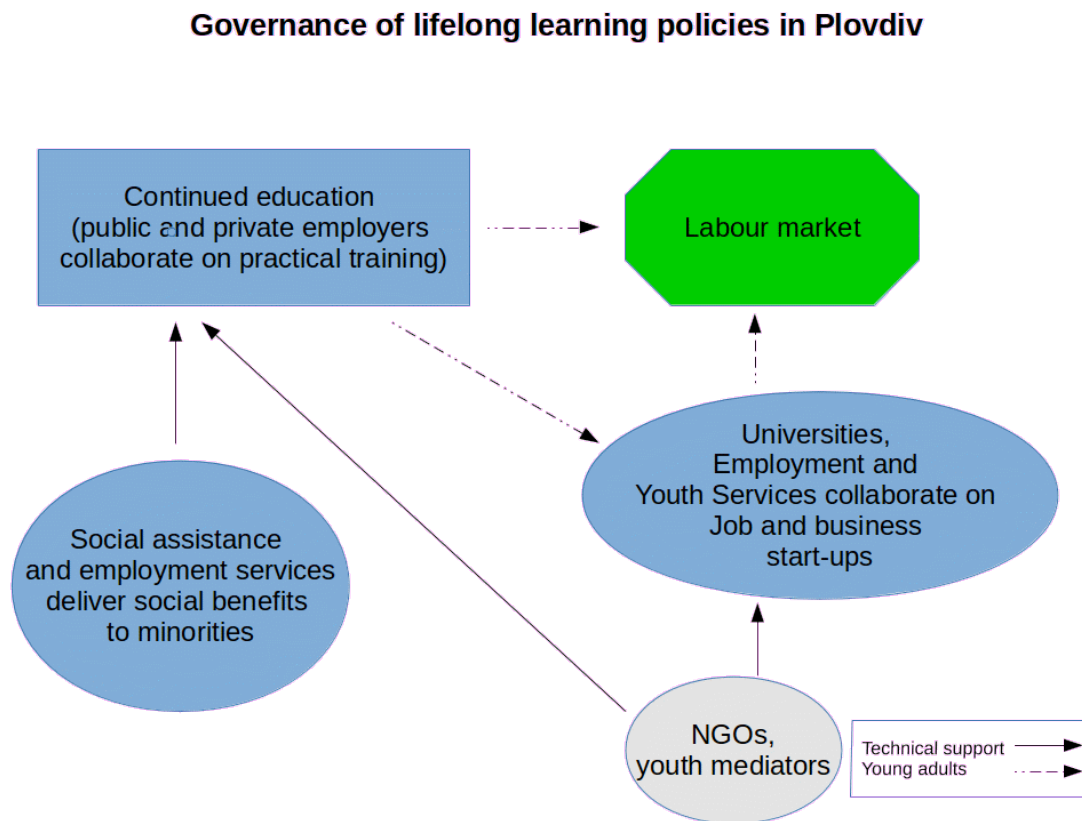 Governance of lifelong learning policies in Plovdiv
Continued education
(public and private employers
collaborate on practical training)
Labour market
Universities,
Employment and
Youth Services collaborate on
Job and business
start-ups
Social assistance
and employment services
deliver social benefits
to minorities
NGOs,
youth mediators
Technical support
Young adults